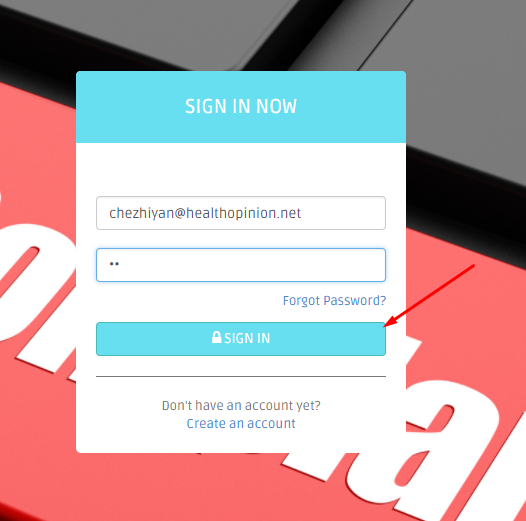 SIGN IN NOW
chezhiyan@healthopinion.net
••
Forgot Password?
SIGN IN
Don't have an account yet?
Create an account